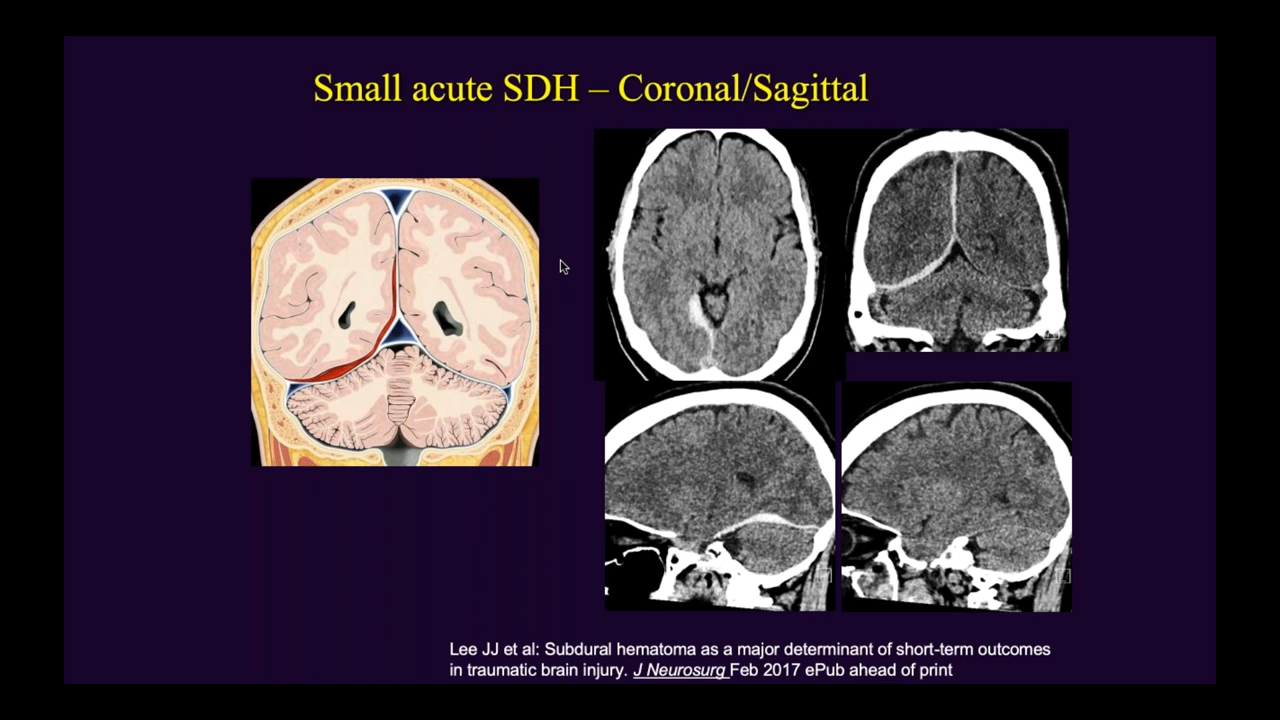 Small acute SDH – Coronal/Sagittal
Lee JJ et al: Subdural hematoma as a major determinant of short-term outcomes
in traumatic brain injury. J Neurosurg Feb 2017 ePub ahead of print